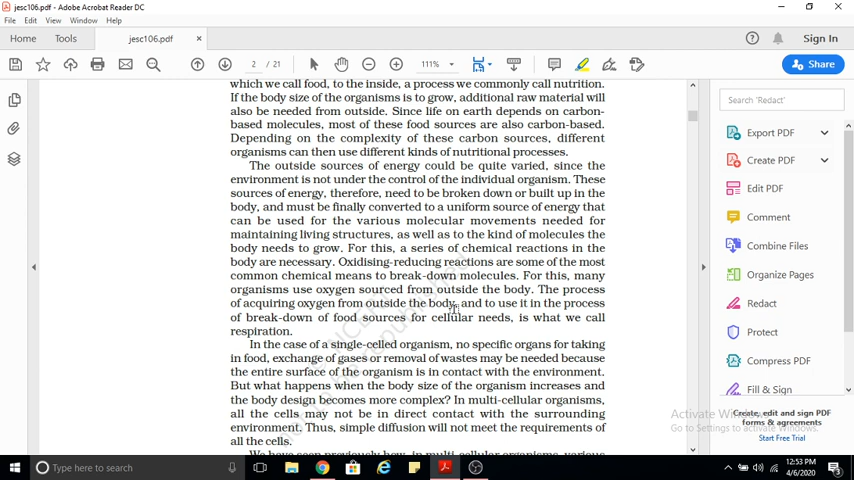 jesc106.pdf - Adobe Acrobat Reader DC
File Edit View Window Help
Home Tools jesc106.pdf × Sign In
2 / 21 111% Share
which we call food, to the inside, a process we commonly call nutrition.
If the body size of the organisms is to grow, additional raw material will
also be needed from outside. Since life on earth depends on carbon-
based molecules, most of these food sources are also carbon-based.
Depending on the complexity of these carbon sources, different
organisms can then use different kinds of nutritional processes.
The outside sources of energy could be quite varied, since the
environment is not under the control of the individual organism. These
sources of energy, therefore, need to be broken down or built up in the
body, and must be finally converted to a uniform source of energy that
can be used for the various molecular movements needed for
maintaining living structures, as well as to the kind of molecules the
body needs to grow. For this, a series of chemical reactions in the
body are necessary. Oxidising-reducing reactions are some of the most
common chemical means to break-down molecules. For this, many
organisms use oxygen sourced from outside the body. The process
of acquiring oxygen from outside the body, and to use it in the process
of break-down of food sources for cellular needs, is what we call
respiration.
In the case of a single-celled organism, no specific organs for taking
in food, exchange of gases or removal of wastes may be needed because
the entire surface of the organism is in contact with the environment.
But what happens when the body size of the organism increases and
the body design becomes more complex? In multi-cellular organisms,
all the cells may not be in direct contact with the surrounding
environment. Thus, simple diffusion will not meet the requirements of
all the cells.
We have seen previously how, in multi-cellular organisms, various
Search 'Redact'
Export PDF
Create PDF
Edit PDF
Comment
Combine Files
Organize Pages
Redact
Protect
Compress PDF
Fill & Sign
Create, edit and sign PDF
forms & agreements
Start Free Trial
Activate Windows
Go to Settings to activate Windows.
Type here to search
12:53 PM
4/6/2020
3